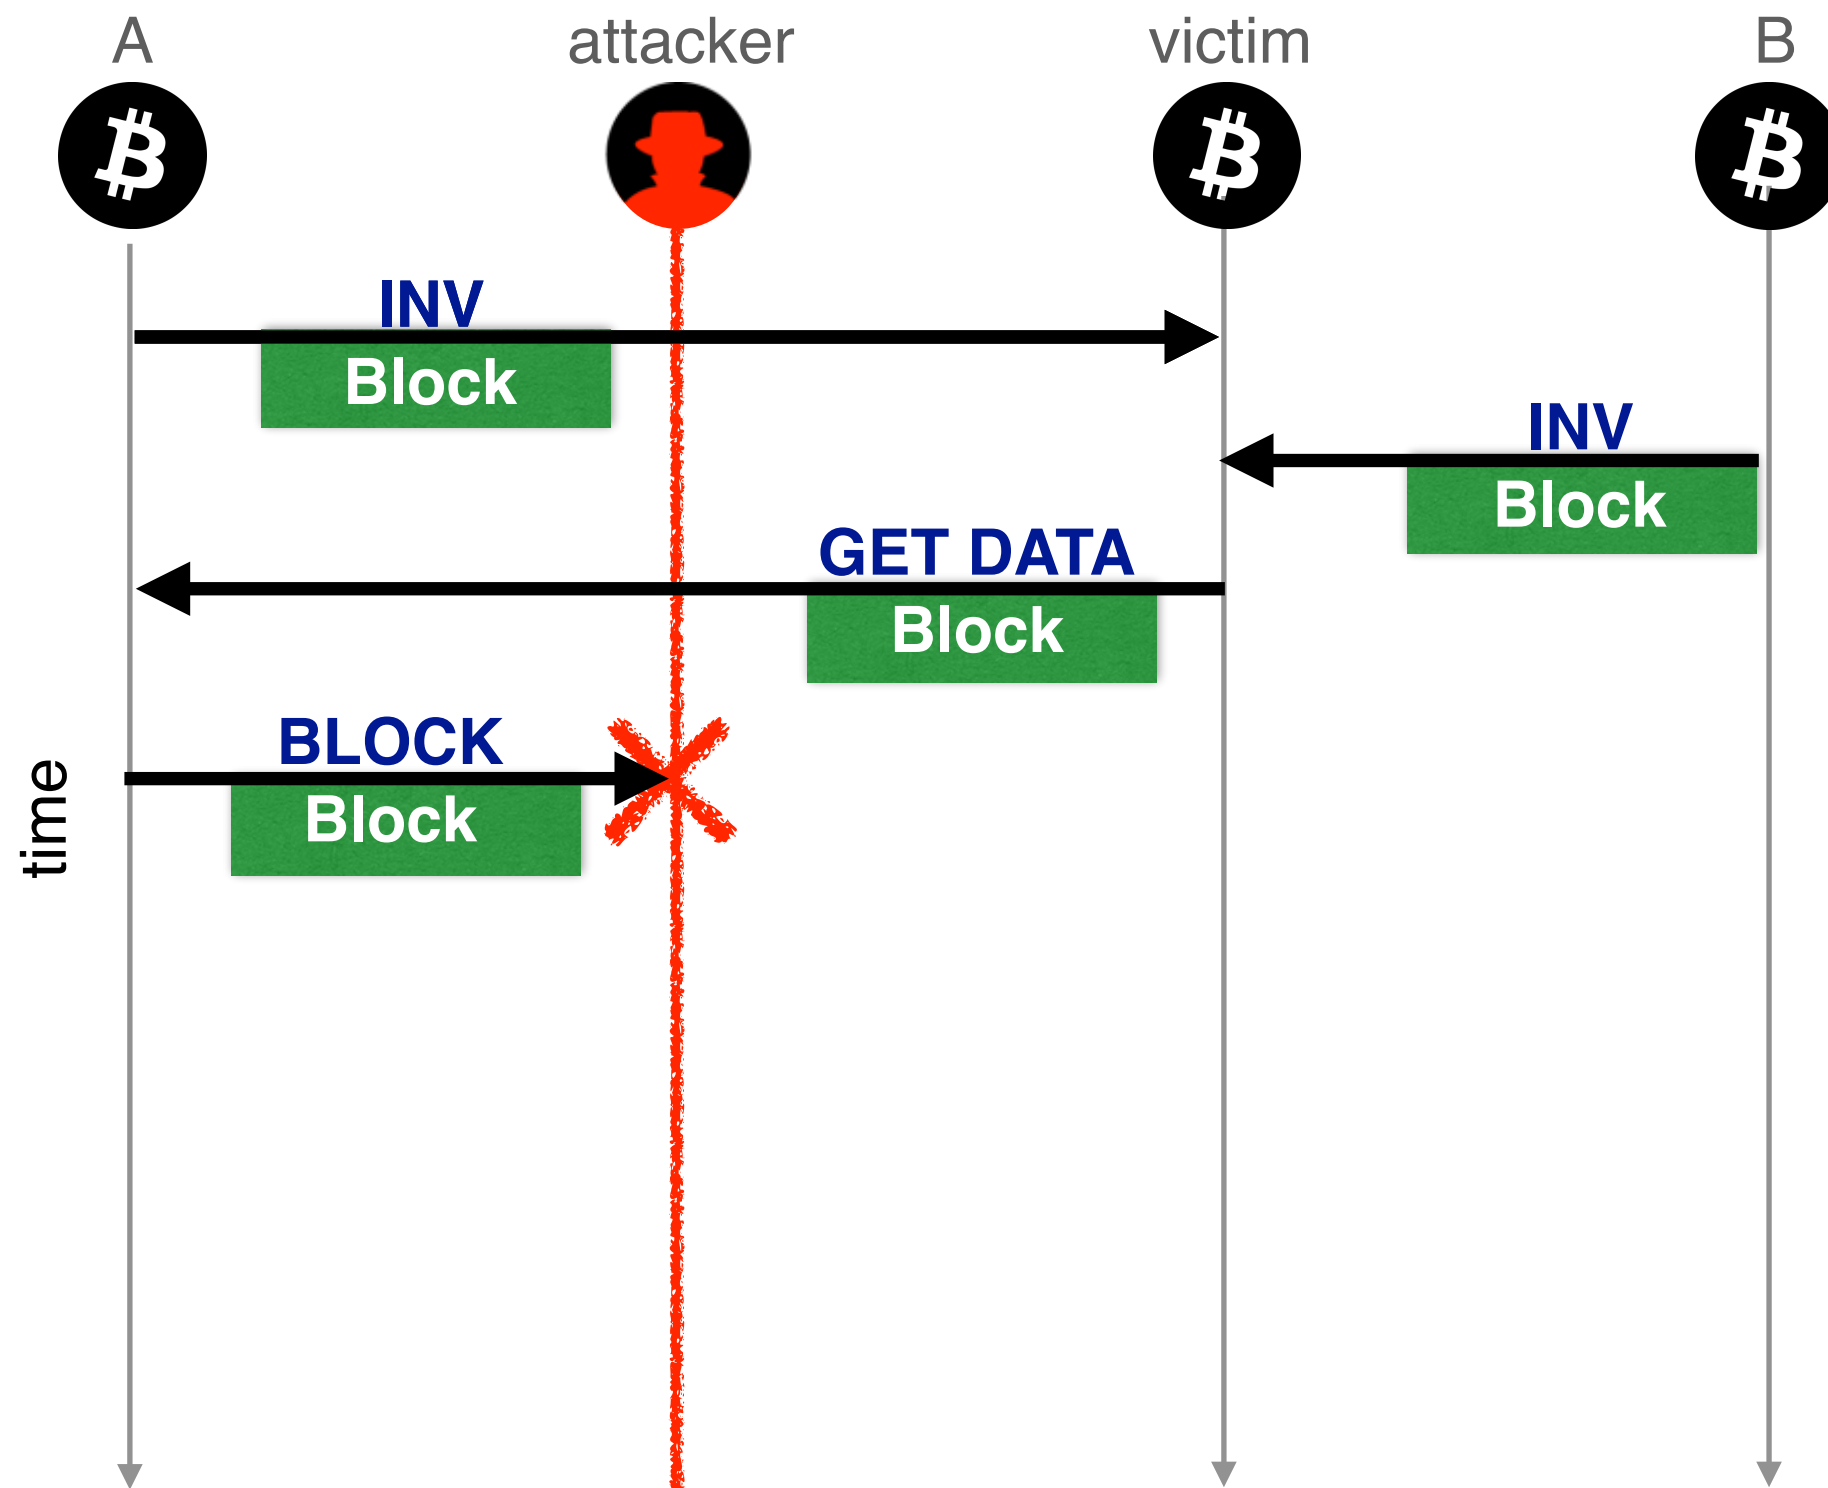 A
attacker
victim
B
INV
Block
INV
Block
GET DATA
Block
BLOCK
Block
time